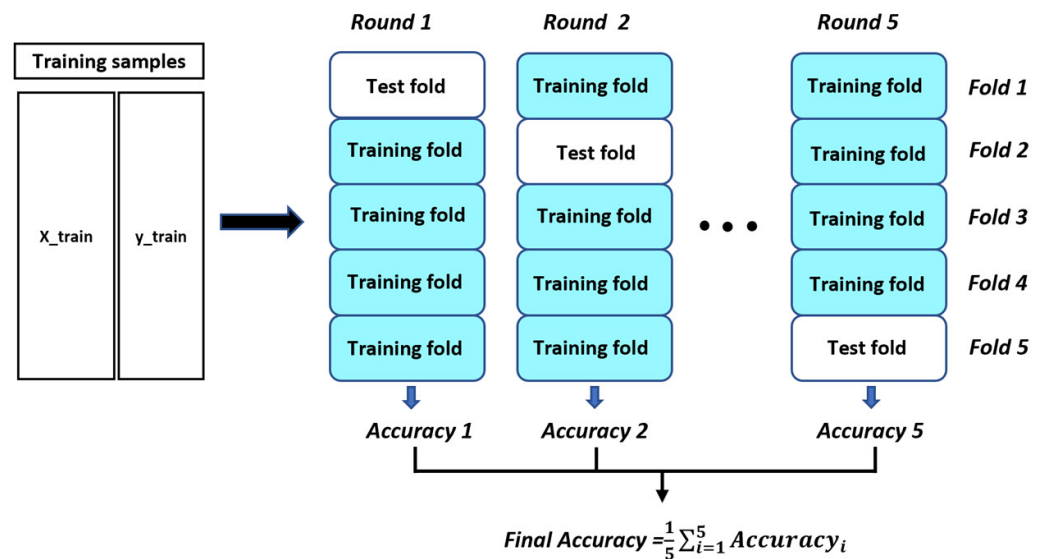 Round 1 Round 2 Round 5
Training samples
Test fold Training fold Training fold Fold 1
Training fold Test fold Training fold Fold 2
X_train y_train Training fold Training fold • • • Training fold Fold 3
Training fold Training fold Training fold Fold 4
Training fold Training fold Test fold Fold 5
Accuracy 1 Accuracy 2 Accuracy 5
Final Accuracy =1/5 ∑_{i=1}^{5} Accuracy_i